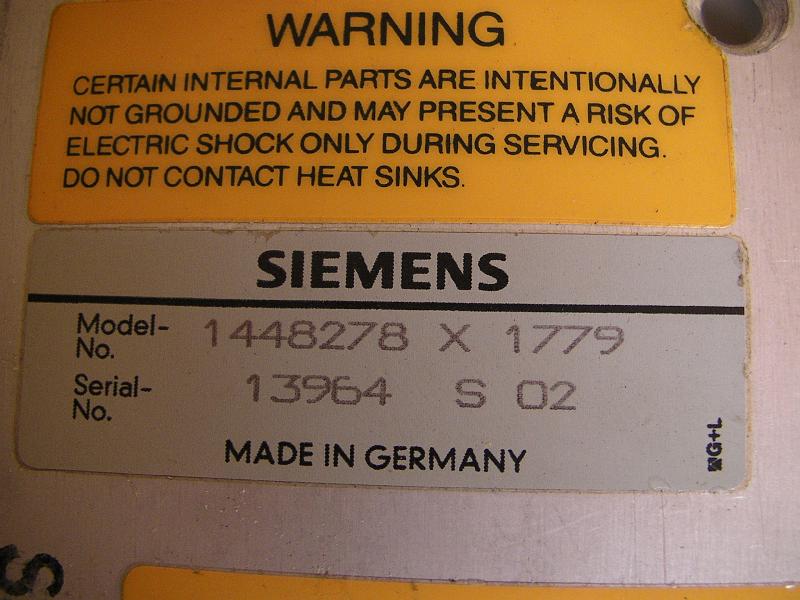 WARNING
CERTAIN INTERNAL PARTS ARE INTENTIONALLY
NOT GROUNDED AND MAY PRESENT A RISK OF
ELECTRIC SHOCK ONLY DURING SERVICING.
DO NOT CONTACT HEAT SINKS.
SIEMENS
Model-No. 1448278 X 1779
Serial-No. 13964 S 02
MADE IN GERMANY
G+L
S